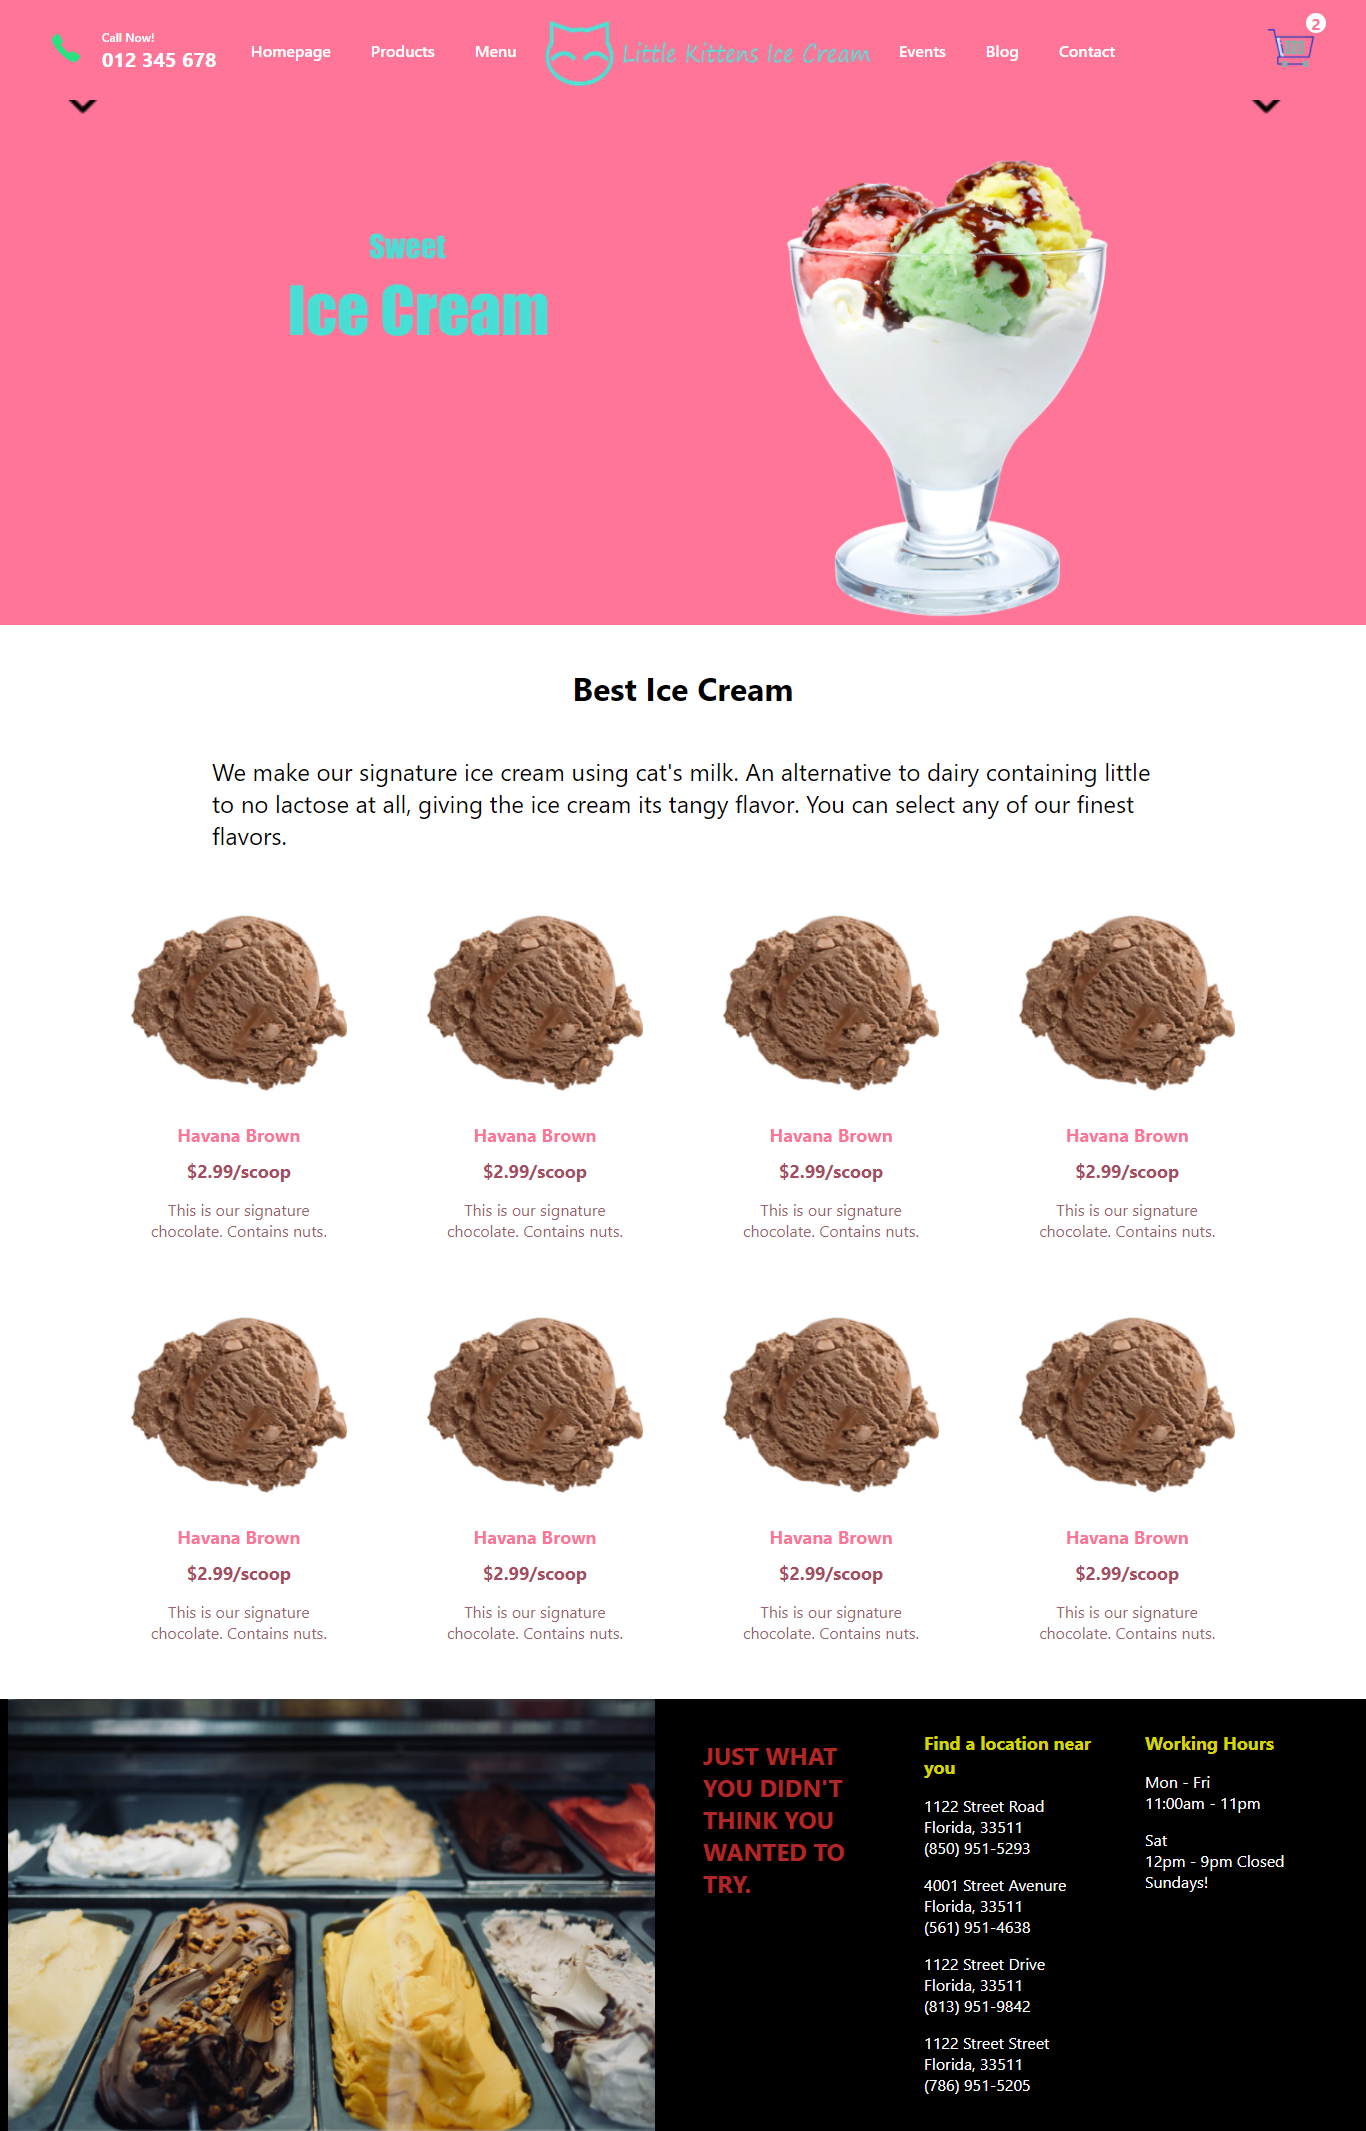 Call Now!
012 345 678
Homepage
Products
Menu
Little Kittens Ice Cream
Events
Blog
Contact
2
Sweet
Ice Cream
Best Ice Cream
We make our signature ice cream using cat's milk. An alternative to dairy containing little
to no lactose at all, giving the ice cream its tangy flavor. You can select any of our finest
flavors.
Havana Brown
$2.99/scoop
This is our signature
chocolate. Contains nuts.
Havana Brown
$2.99/scoop
This is our signature
chocolate. Contains nuts.
Havana Brown
$2.99/scoop
This is our signature
chocolate. Contains nuts.
Havana Brown
$2.99/scoop
This is our signature
chocolate. Contains nuts.
Havana Brown
$2.99/scoop
This is our signature
chocolate. Contains nuts.
Havana Brown
$2.99/scoop
This is our signature
chocolate. Contains nuts.
Havana Brown
$2.99/scoop
This is our signature
chocolate. Contains nuts.
Havana Brown
$2.99/scoop
This is our signature
chocolate. Contains nuts.
JUST WHAT
YOU DIDN'T
THINK YOU
WANTED TO
TRY.
Find a location near
you
1122 Street Road
Florida, 33511
(850) 951-5293
4001 Street Avenure
Florida, 33511
(561) 951-4638
1122 Street Drive
Florida, 33511
(813) 951-9842
1122 Street Street
Florida, 33511
(786) 951-5205
Working Hours
Mon - Fri
11:00am - 11pm
Sat
12pm - 9pm Closed
Sundays!